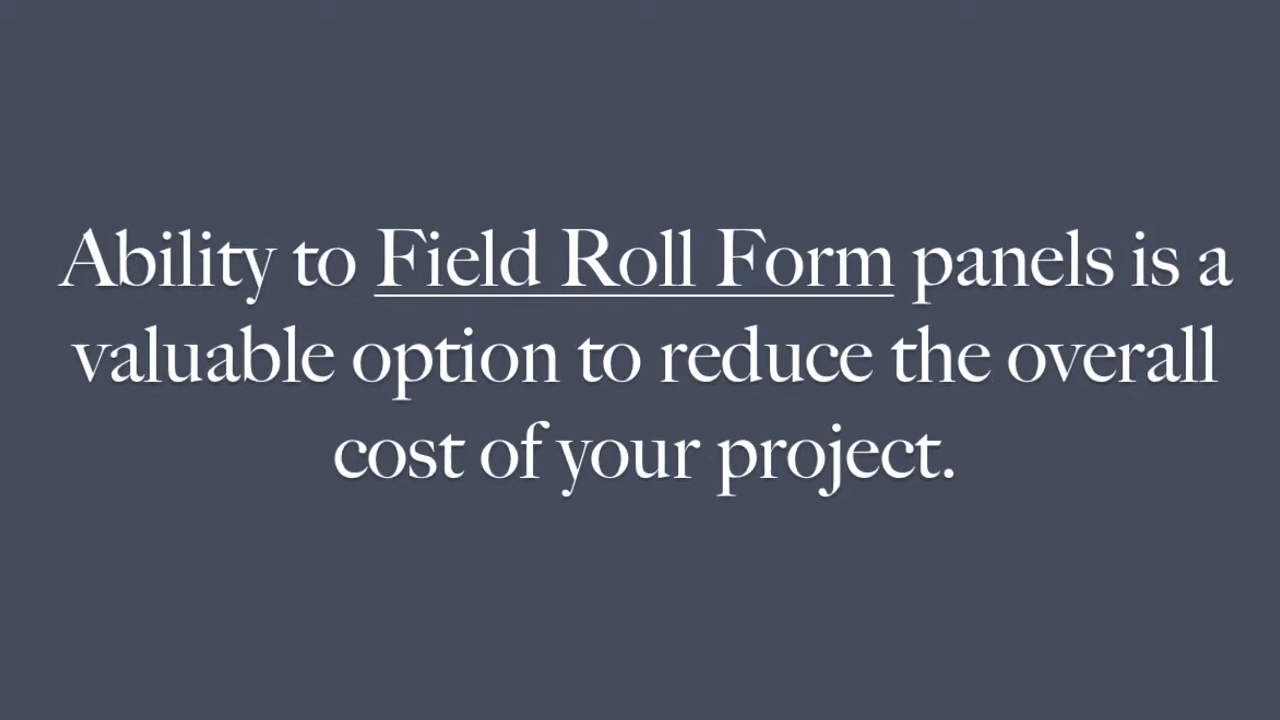 Ability to Field Roll Form panels is a
valuable option to reduce the overall
cost of your project.